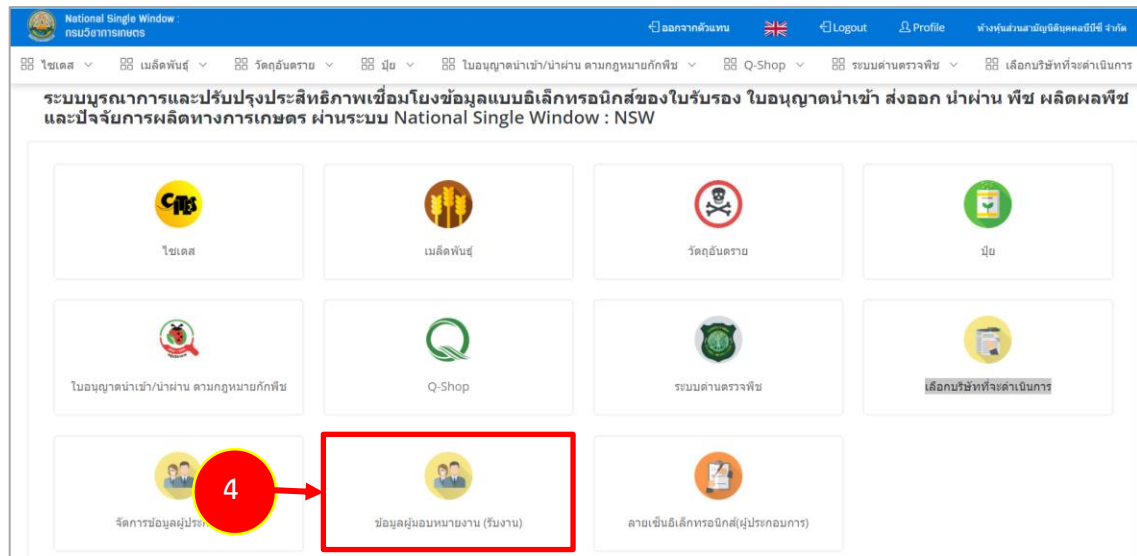 National Single Window :
กรมวิชาการเกษตร
ออกจากตัวแทน Logout Profile ห้างหุ้นส่วนสามัญนิติบุคคลบีบีซี จำกัด
ไซเตส เมล็ดพันธุ์ วัตถุอันตราย ปุ๋ย ใบอนุญาตนำเข้า/นำผ่าน ตามกฎหมายกักพืช Q-Shop ระบบด่านตรวจพืช เลือกบริษัทที่จะดำเนินการ
ระบบบูรณาการและปรับปรุงประสิทธิภาพเชื่อมโยงข้อมูลแบบอิเล็กทรอนิกส์ของใบรับรอง ใบอนุญาตนำเข้า ส่งออก นำผ่าน พืช ผลิตผลพืช
และปัจจัยการผลิตทางการเกษตร ผ่านระบบ National Single Window : NSW
CITES
ไซเตส เมล็ดพันธุ์ วัตถุอันตราย ปุ๋ย
ใบอนุญาตนำเข้า/นำผ่าน ตามกฎหมายกักพืช Q-Shop ระบบด่านตรวจพืช เลือกบริษัทที่จะดำเนินการ
4
จัดการข้อมูลผู้ประ ข้อมูลผู้มอบหมายงาน (รับงาน) ลายเซ็นอิเล็กทรอนิกส์(ผู้ประกอบการ)